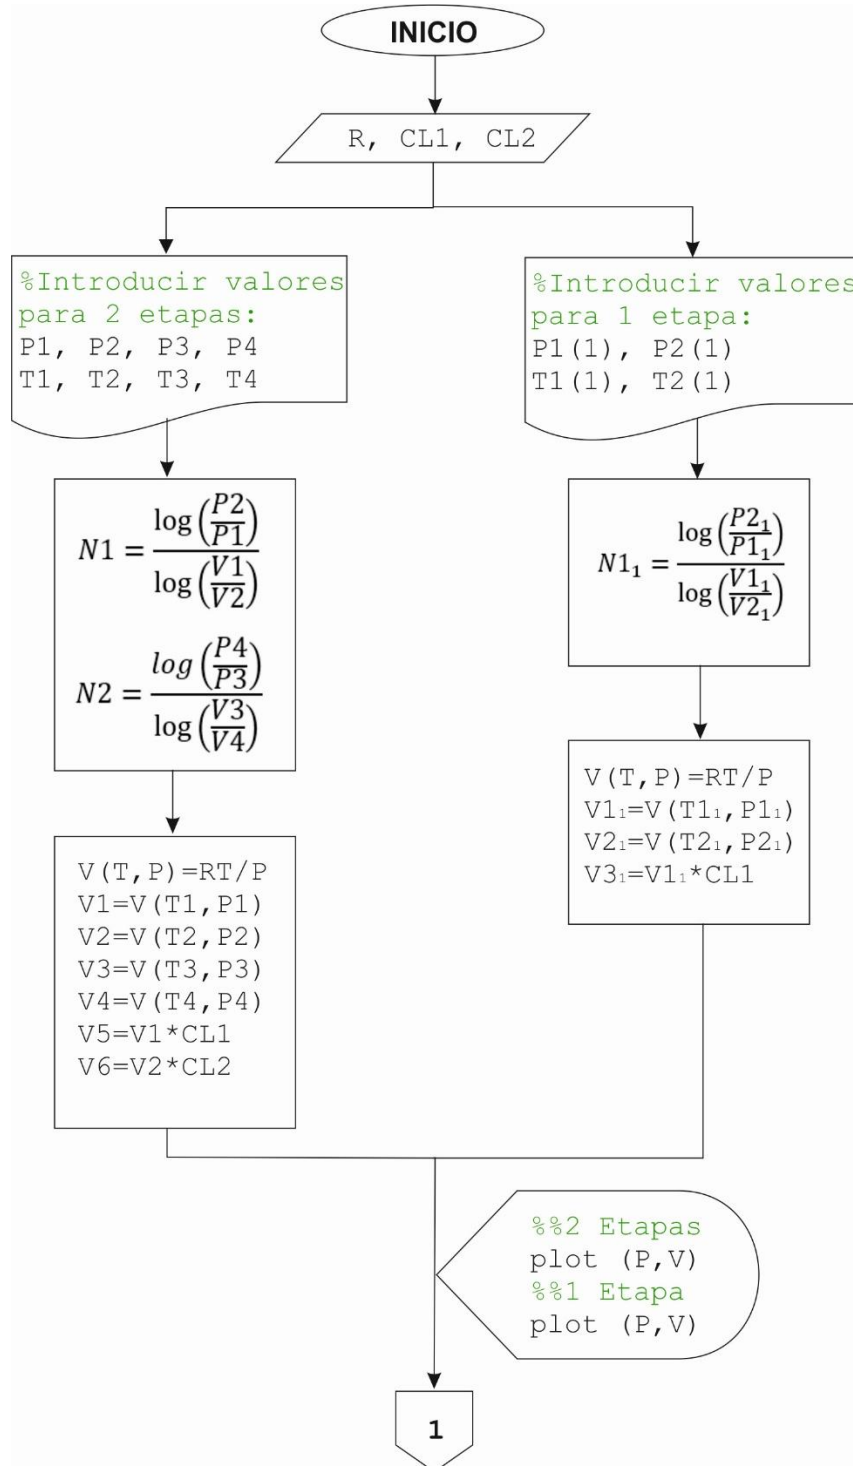 INICIO
R, CL1, CL2
%Introducir valores
para 2 etapas:
P1, P2, P3, P4
T1, T2, T3, T4
%Introducir valores
para 1 etapa:
P1(1), P2(1)
T1(1), T2(1)
N1 = log(P2/P1) / log(V1/V2)
N2 = log(P4/P3) / log(V3/V4)
N1₁ = log(P2₁/P1₁) / log(V1₁/V2₁)
V(T,P)=RT/P
V1=V(T1,P1)
V2=V(T2,P2)
V3=V(T3,P3)
V4=V(T4,P4)
V5=V1*CL1
V6=V2*CL2
V(T,P)=RT/P
V1₁=V(T1₁,P1₁)
V2₁=V(T2₁,P2₁)
V3₁=V1₁*CL1
%%2 Etapas
plot (P,V)
%%1 Etapa
plot (P,V)
1